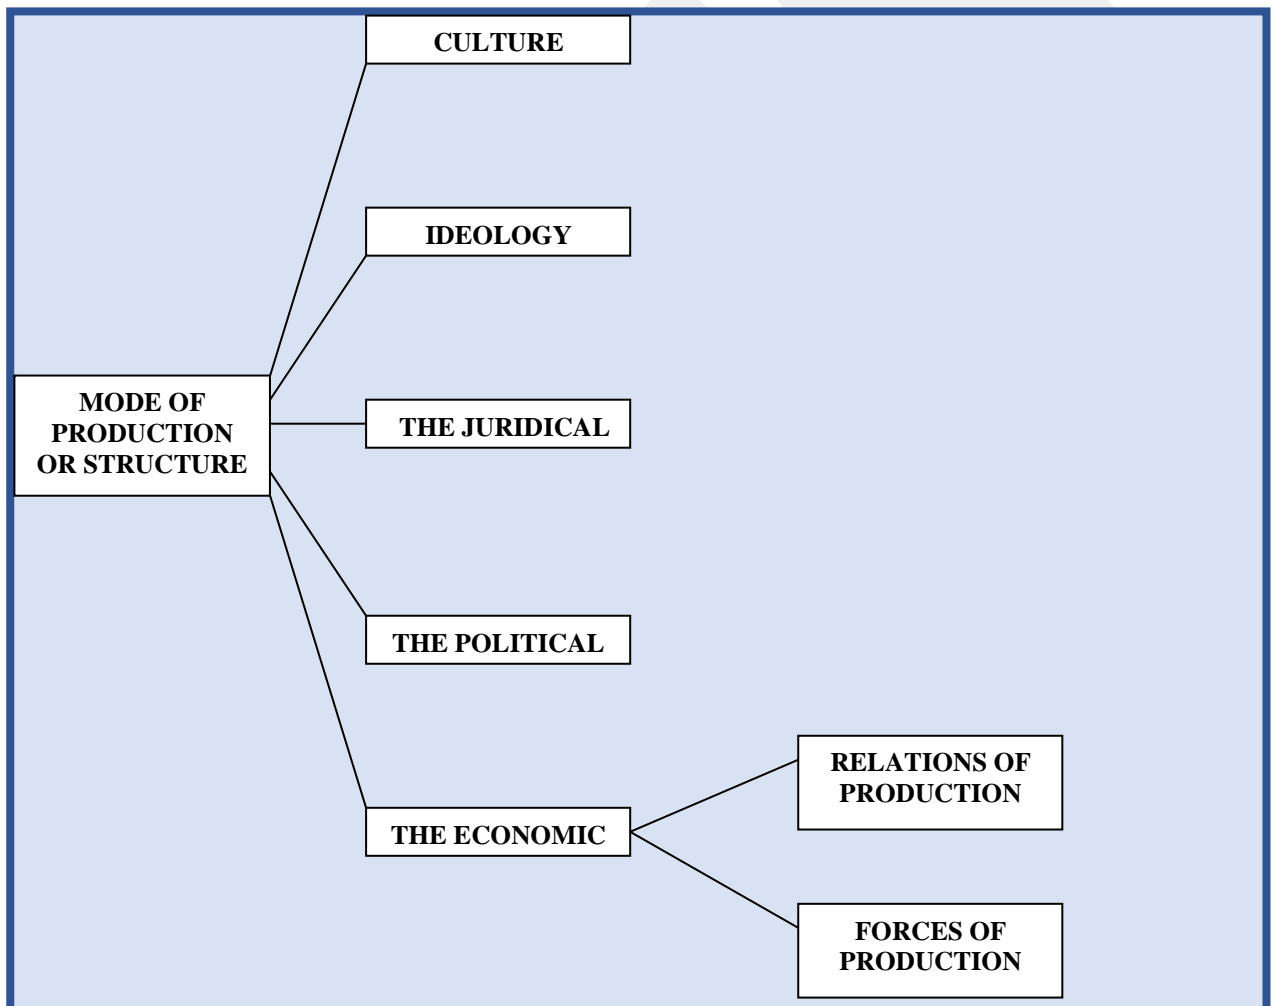 CULTURE
IDEOLOGY
MODE OF
PRODUCTION
OR STRUCTURE
THE JURIDICAL
THE POLITICAL
RELATIONS OF
PRODUCTION
THE ECONOMIC
FORCES OF
PRODUCTION